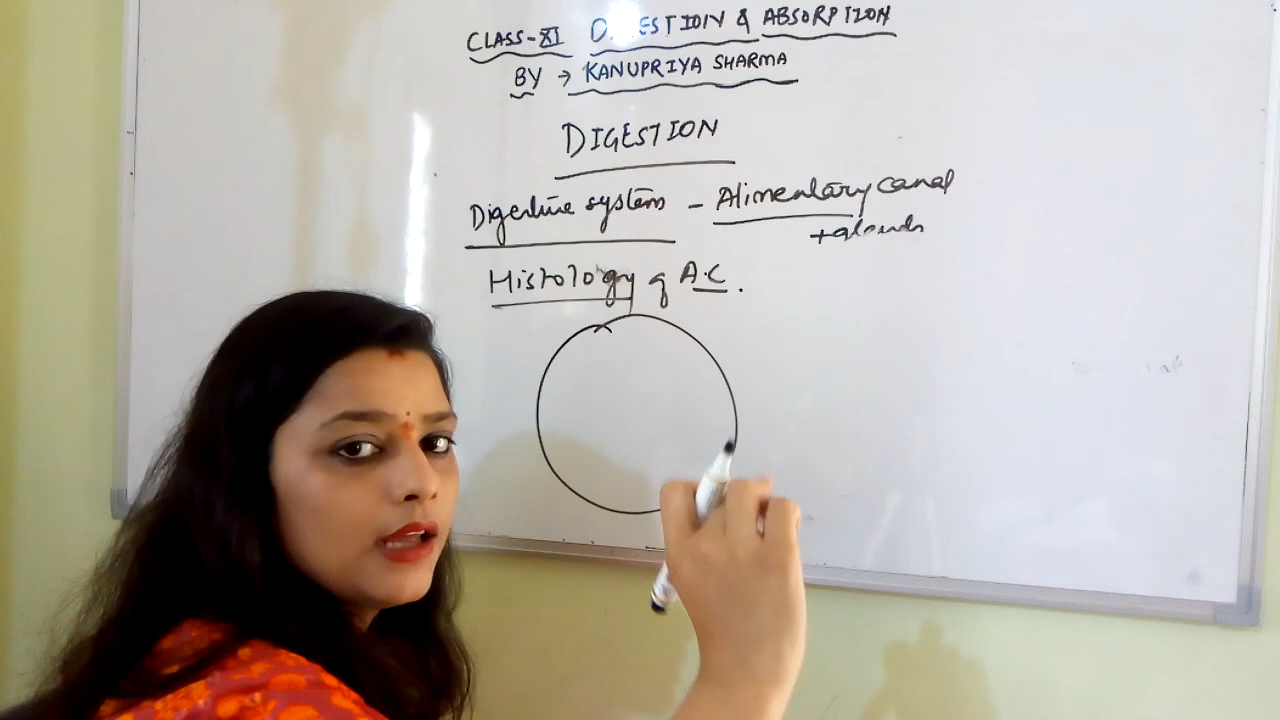 CLASS-XI DIGESTION & ABSORPTION
BY → KANUPRIYA SHARMA
DIGESTION
Digestive system - Alimentary canal
+glands
Histology of A.C.